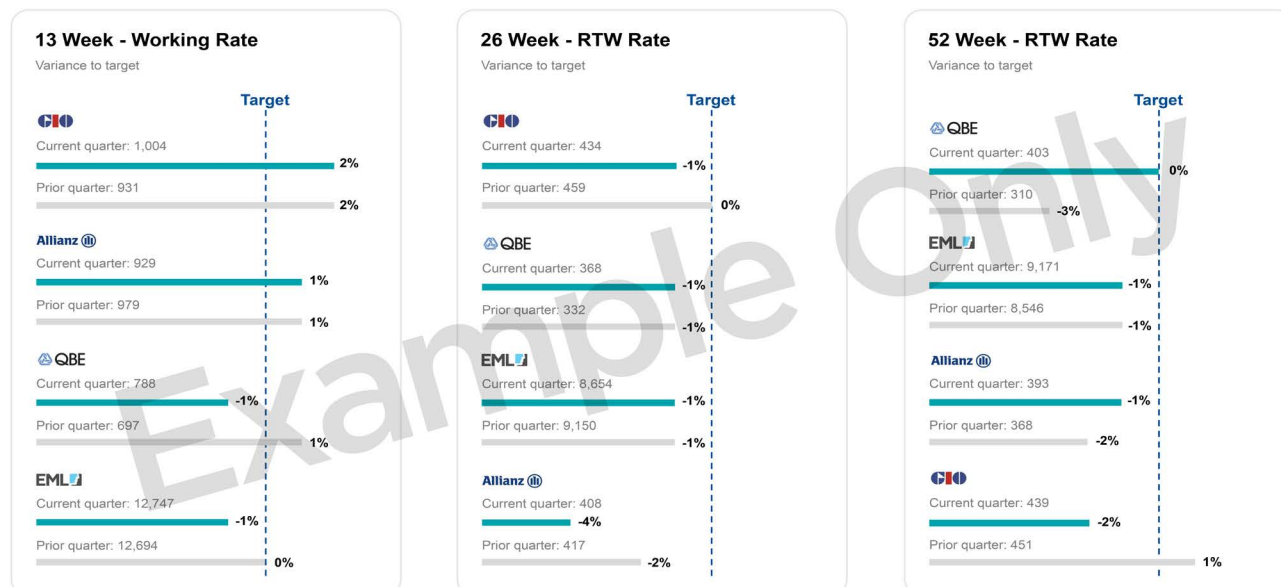 13 Week - Working Rate
Variance to target
Target
GIO
Current quarter: 1,004
2%
Prior quarter: 931
2%
Allianz
Current quarter: 929
1%
Prior quarter: 979
1%
QBE
Current quarter: 788
-1%
Prior quarter: 697
1%
EML
Current quarter: 12,747
-1%
Prior quarter: 12,694
0%
26 Week - RTW Rate
Variance to target
Target
GIO
Current quarter: 434
-1%
Prior quarter: 459
0%
QBE
Current quarter: 368
-1%
Prior quarter: 332
-1%
EML
Current quarter: 8,654
-1%
Prior quarter: 9,150
-1%
Allianz
Current quarter: 408
-4%
Prior quarter: 417
-2%
52 Week - RTW Rate
Variance to target
Target
QBE
Current quarter: 403
0%
Prior quarter: 310
-3%
EML
Current quarter: 9,171
-1%
Prior quarter: 8,546
-1%
Allianz
Current quarter: 393
-1%
Prior quarter: 368
-2%
GIO
Current quarter: 439
-2%
Prior quarter: 451
1%
Example Only